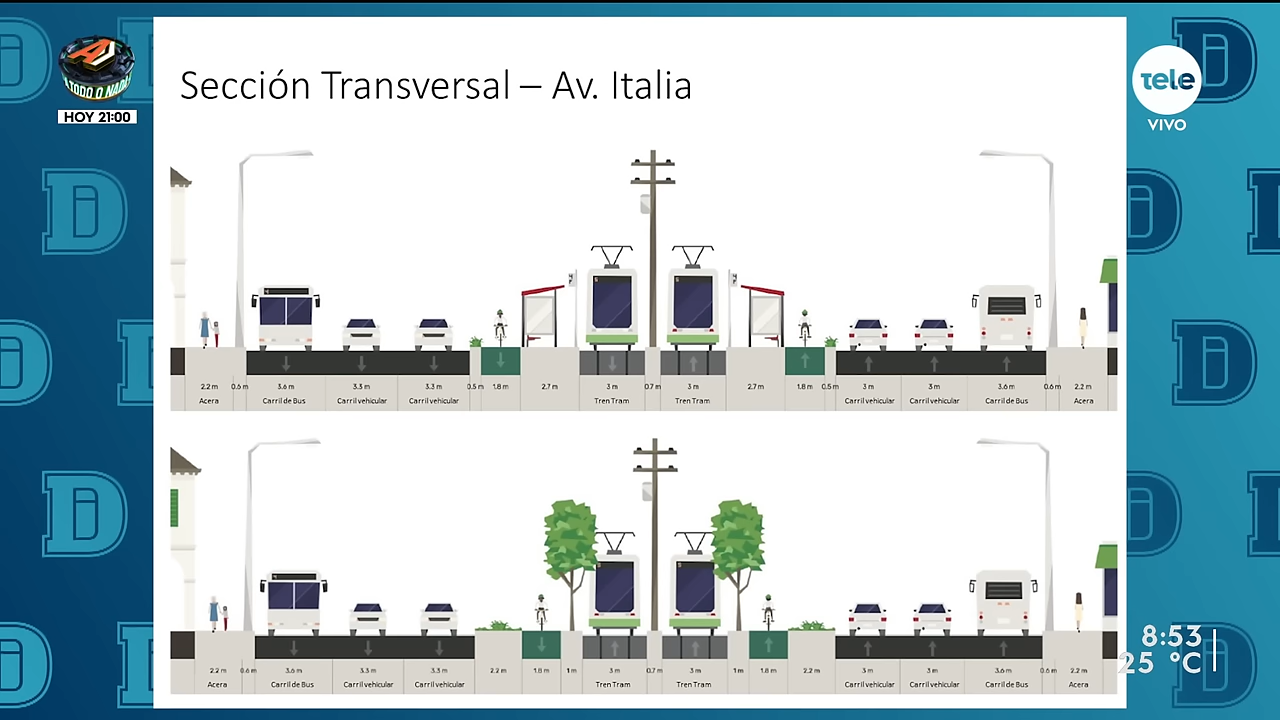 A TODO O NADA
HOY 21:00
tele
VIVO
Sección Transversal – Av. Italia
2.2 m 0.6 m 3.6 m 3.3 m 3.3 m 0.5 m 1.8 m 2.7 m 3 m 0.7 m 3 m 2.7 m 1.8 m 0.5 m 3 m 3 m 3.6 m 0.6 m 2.2 m
Acera Carril de Bus Carril vehicular Carril vehicular Tren Tram Tren Tram Carril vehicular Carril vehicular Carril de Bus Acera
2.2 m 0.6 m 3.6 m 3.3 m 3.3 m 2.2 m 1.8 m 1 m 3 m 0.7 m 3 m 1 m 1.8 m 2.2 m 3 m 3 m 3.6 m 0.6 m 2.2 m
Acera Carril de Bus Carril vehicular Carril vehicular Tren Tram Tren Tram Carril vehicular Carril vehicular Carril de Bus Acera
8:53
25 °C